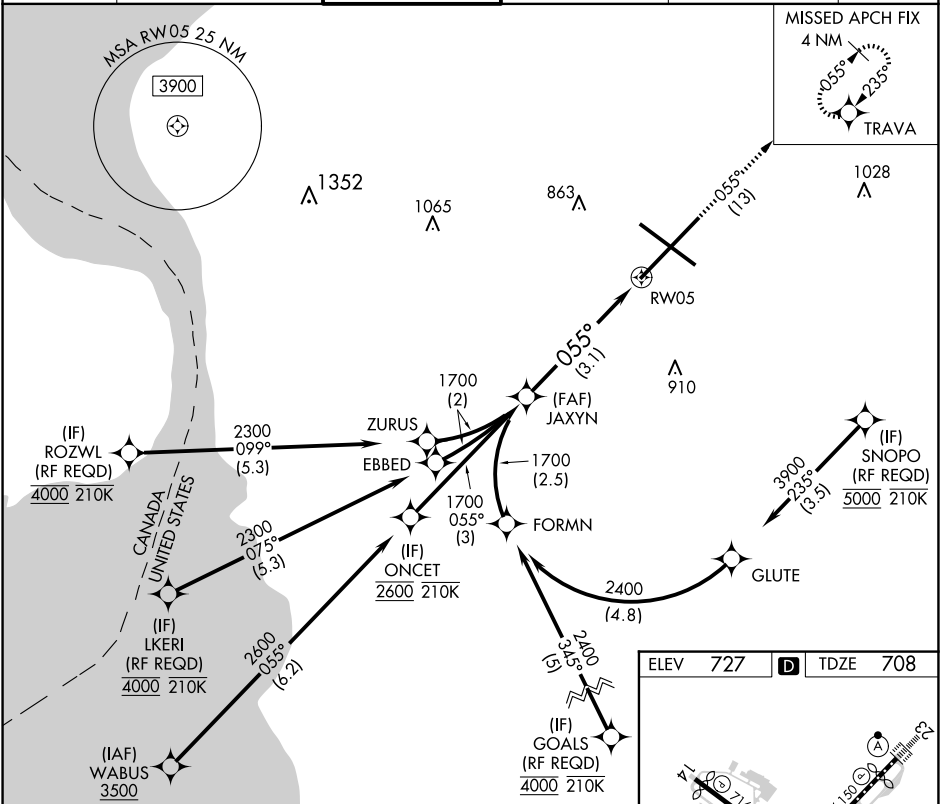 MSA RW05 25 NM
3900
MISSED APCH FIX
4 NM
055°
235°
TRAVA
1352
1065
863
1028
055°
(13)
RW05
910
055°
(3.1)
(FAF)
JAXYN
1700
(2)
ZURUS
EBBED
(IF)
ROZWL
(RF REQD)
4000 210K
2300
099°
(5.3)
1700
(2.5)
1700
055°
(3)
FORMN
(IF)
SNOPO
(RF REQD)
5000 210K
3900
235°
(3.5)
CANADA
UNITED STATES
2300
075°
(5.3)
(IF)
ONCET
2600 210K
GLUTE
2400
(4.8)
(IF)
LKERI
(RF REQD)
4000 210K
2600
055°
(6.2)
2400
345°
(5)
(IF)
GOALS
(RF REQD)
4000 210K
(IAF)
WABUS
3500
ELEV 727
D
TDZE 708
A
23
14
P
P